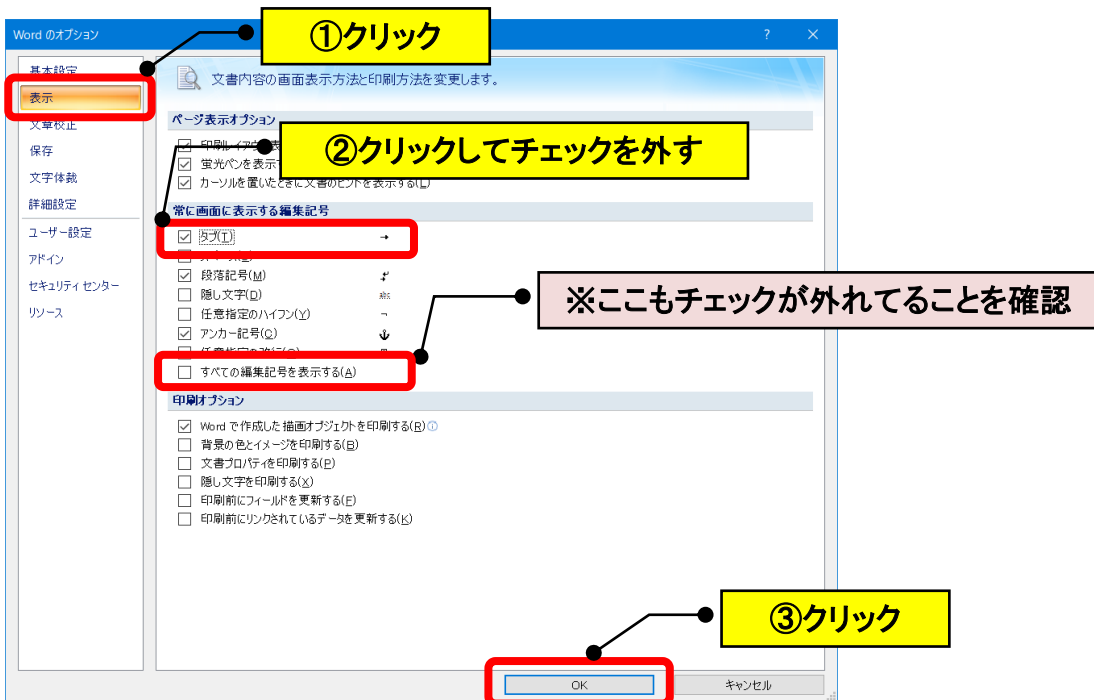 Word のオプション
①クリック
基本設定
表示
文章校正
保存
文字体裁
詳細設定
ユーザー設定
アドイン
セキュリティ センター
リソース
文書内容の画面表示方法と印刷方法を変更します。
ページ表示オプション
②クリックしてチェックを外す
蛍光ペンを表示
カーソルを置いたときに文書のヒントを表示する(L)
常に画面に表示する編集記号
タブ(T)
段落記号(M)
隠し文字(D)
abc
任意指定のハイフン(Y)
アンカー記号(C)
※ここもチェックが外れてることを確認
すべての編集記号を表示する(A)
印刷オプション
Word で作成した描画オブジェクトを印刷する(R)
背景の色とイメージを印刷する(B)
文書プロパティを印刷する(P)
隠し文字を印刷する(X)
印刷前にフィールドを更新する(F)
印刷前にリンクされているデータを更新する(K)
③クリック
OK
キャンセル